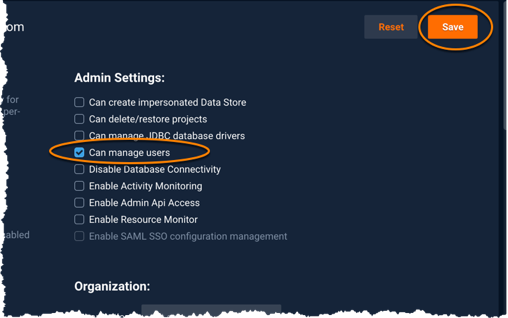 om
Reset
Save
Admin Settings:
for
per-
Can create impersonated Data Store
Can delete/restore projects
Can manage JDBC database drivers
Can manage users
Disable Database Connectivity
Enable Activity Monitoring
Enable Admin Api Access
Enable Resource Monitor
abled
Enable SAML SSO configuration management
Organization: